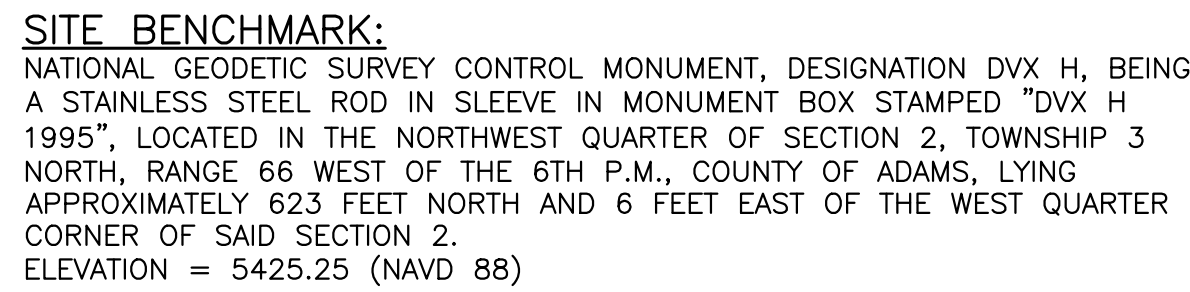 SITE BENCHMARK:
NATIONAL GEODETIC SURVEY CONTROL MONUMENT, DESIGNATION DVX H, BEING
A STAINLESS STEEL ROD IN SLEEVE IN MONUMENT BOX STAMPED "DVX H
1995", LOCATED IN THE NORTHWEST QUARTER OF SECTION 2, TOWNSHIP 3
NORTH, RANGE 66 WEST OF THE 6TH P.M., COUNTY OF ADAMS, LYING
APPROXIMATELY 623 FEET NORTH AND 6 FEET EAST OF THE WEST QUARTER
CORNER OF SAID SECTION 2.
ELEVATION = 5425.25 (NAVD 88)